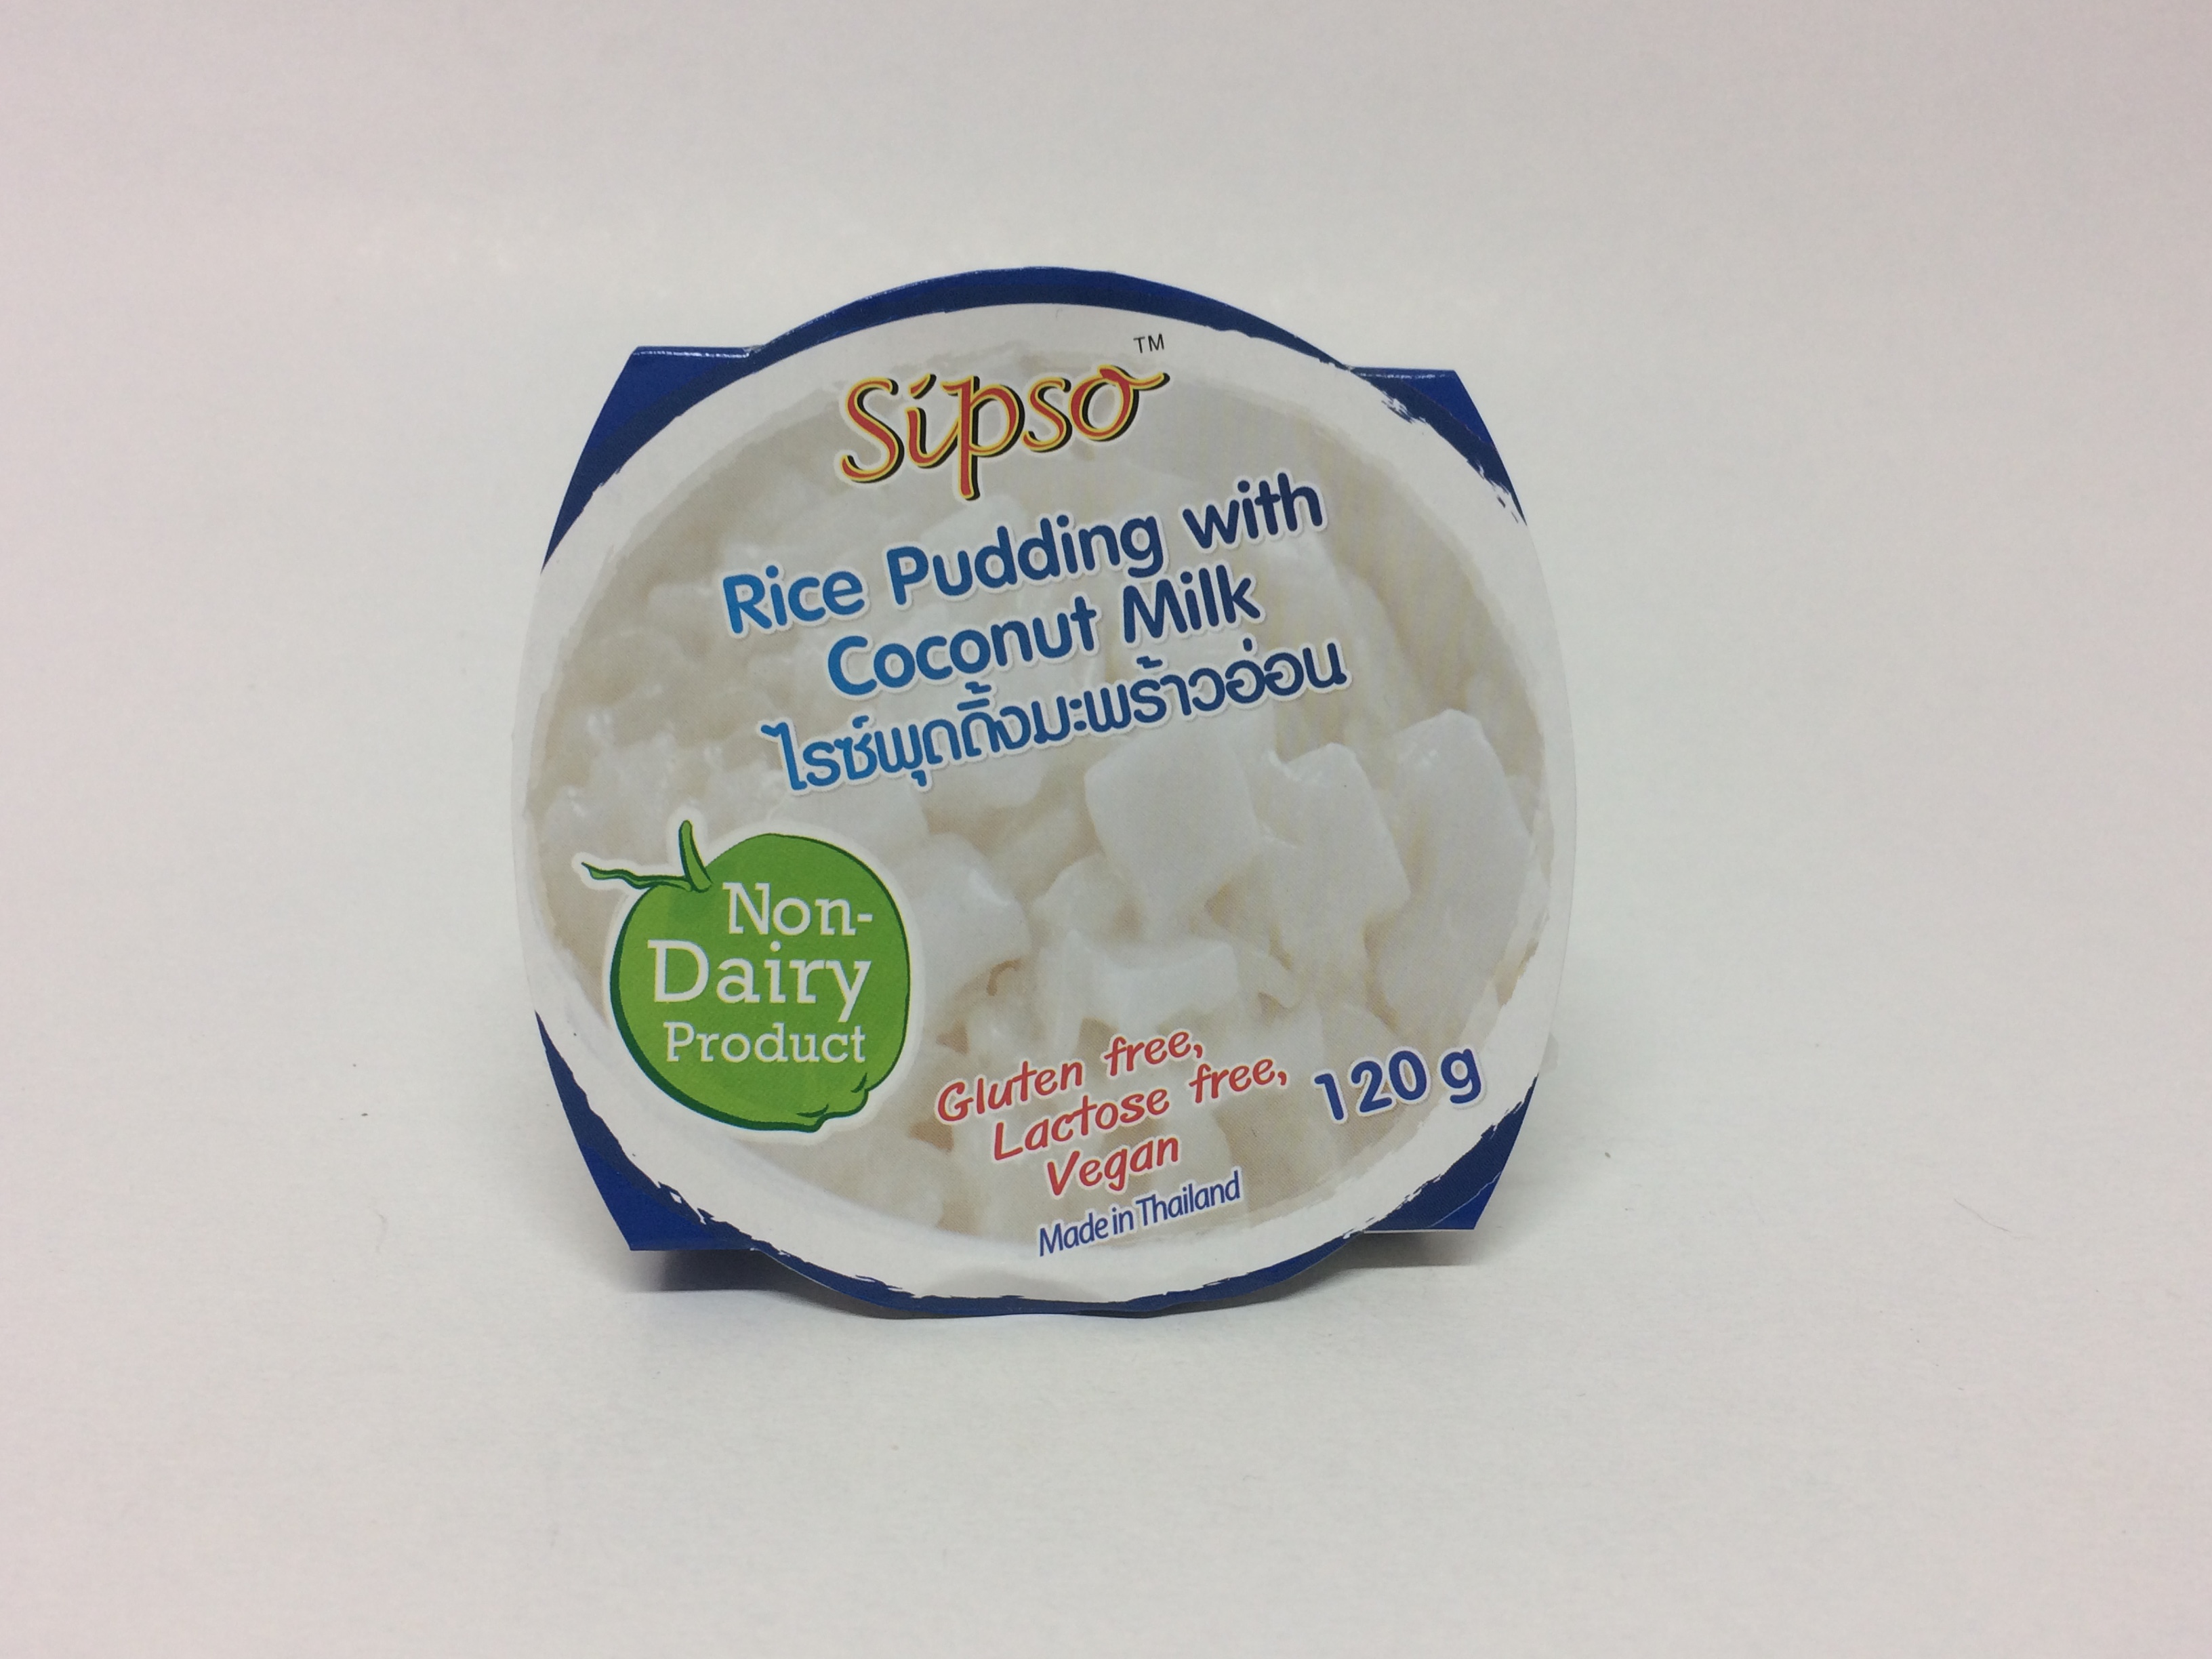 Sipso™
Rice Pudding with
Coconut Milk
ไรซ์พุดดิ้งมะพร้าวอ่อน
Non-
Dairy
Product
Gluten free,
Lactose free,
Vegan
120 g
Made in Thailand